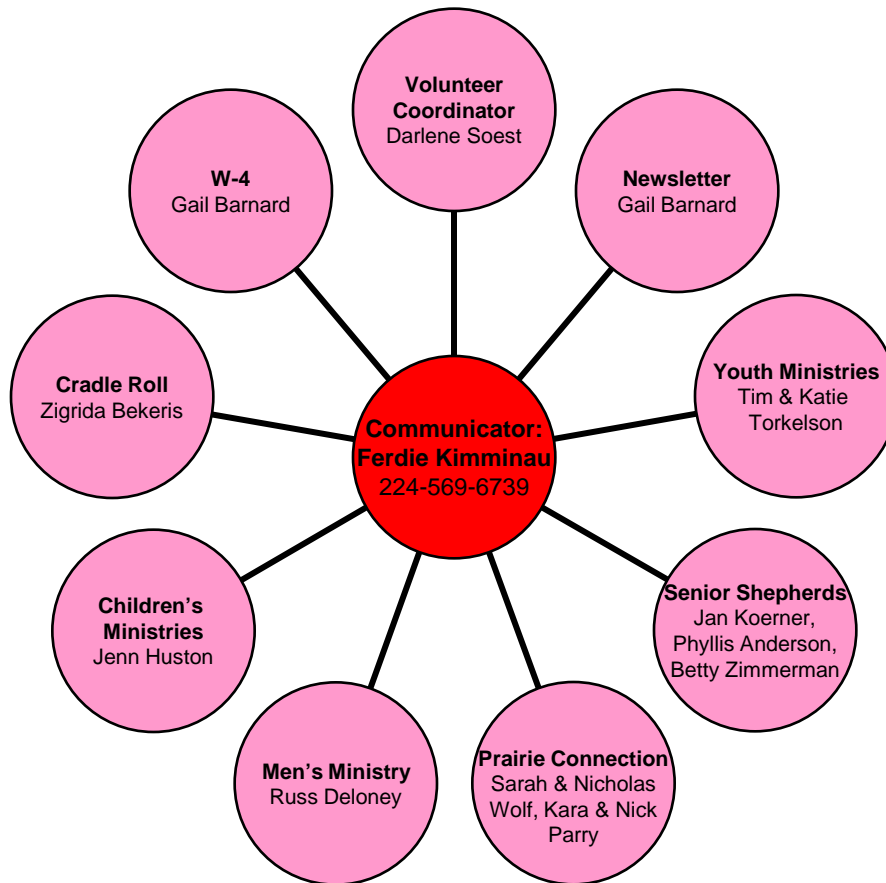 Volunteer
Coordinator
Darlene Soest
W-4
Gail Barnard
Newsletter
Gail Barnard
Cradle Roll
Zigrida Bekeris
Youth Ministries
Tim & Katie
Torkelson
Communicator:
Ferdie Kimminau
224-569-6739
Children’s
Ministries
Jenn Huston
Senior Shepherds
Jan Koerner,
Phyllis Anderson,
Betty Zimmerman
Men’s Ministry
Russ Deloney
Prairie Connection
Sarah & Nicholas
Wolf, Kara & Nick
Parry